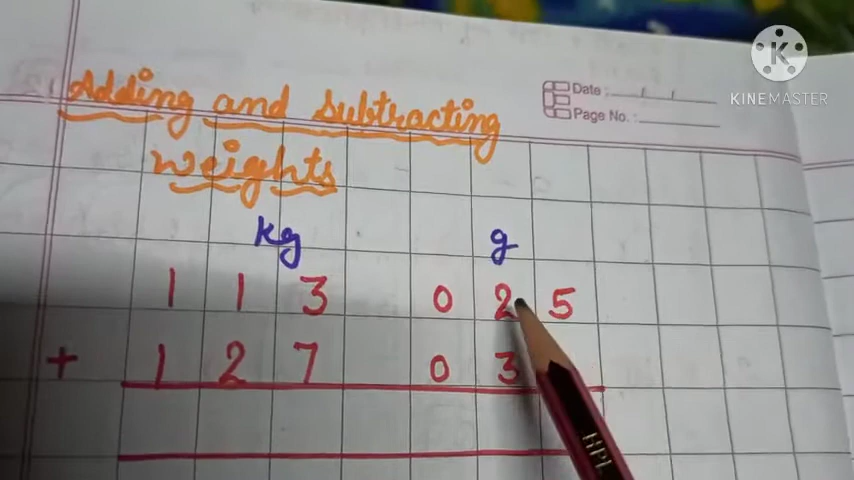 KINEMASTER
Date :
Page No. :
Adding and subtracting
weights
kg g
1 1 3 0 2 5
+ 1 2 7 0 3
HPL